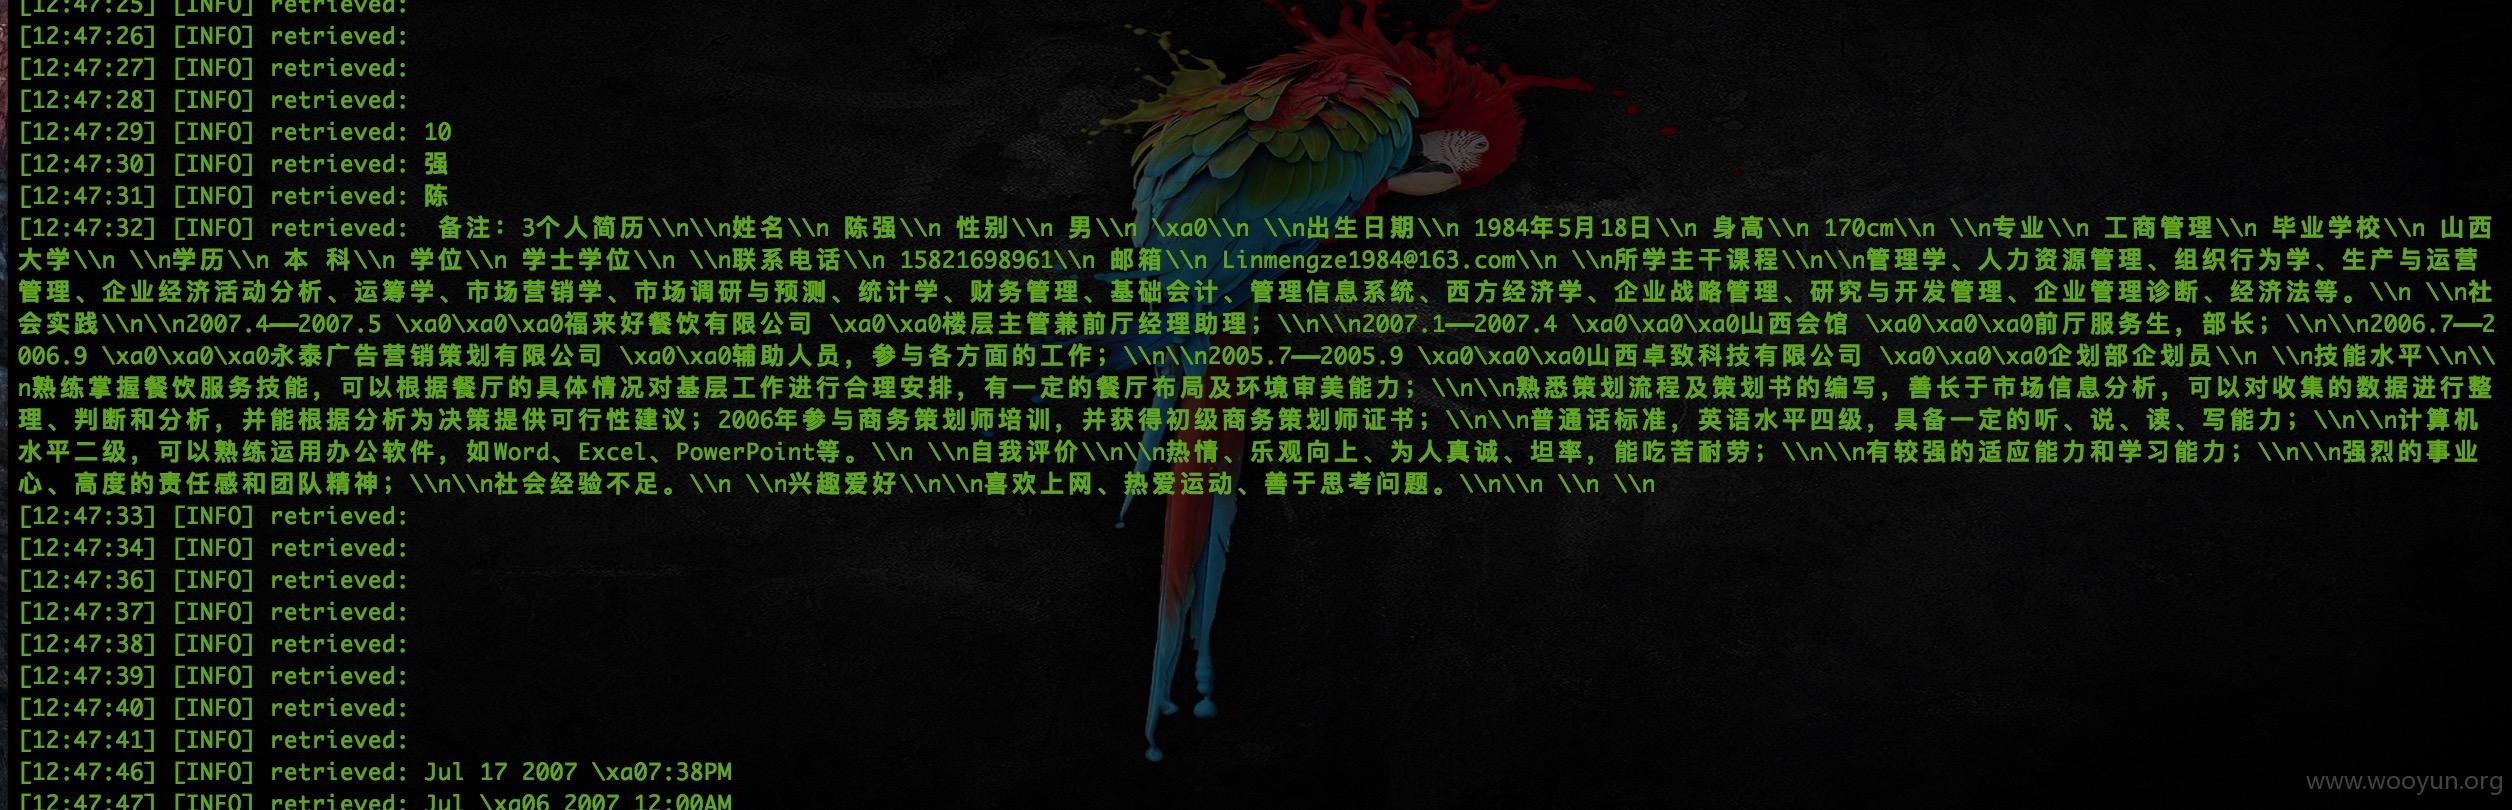 [12:47:25] [INFO] retrieved:
[12:47:26] [INFO] retrieved:
[12:47:27] [INFO] retrieved:
[12:47:28] [INFO] retrieved:
[12:47:29] [INFO] retrieved: 10
[12:47:30] [INFO] retrieved: 强
[12:47:31] [INFO] retrieved: 陈
[12:47:32] [INFO] retrieved:  备注：3个人简历\\n\\n姓名\\n 陈强\\n 性别\\n 男\\n \xa0\\n \\n出生日期\\n 1984年5月18日\\n 身高\\n 170cm\\n \\n专业\\n 工商管理\\n 毕业学校\\n 山西
大学\\n \\n学历\\n 本 科\\n 学位\\n 学士学位\\n \\n联系电话\\n 15821698961\\n 邮箱\\n Linmengze1984@163.com\\n \\n所学主干课程\\n\\n管理学、人力资源管理、组织行为学、生产与运营
管理、企业经济活动分析、运筹学、市场营销学、市场调研与预测、统计学、财务管理、基础会计、管理信息系统、西方经济学、企业战略管理、研究与开发管理、企业管理诊断、经济法等。\\n \\n社
会实践\\n\\n2007.4——2007.5 \xa0\xa0\xa0福来好餐饮有限公司 \xa0\xa0楼层主管兼前厅经理助理；\\n\\n2007.1——2007.4 \xa0\xa0\xa0山西会馆 \xa0\xa0\xa0前厅服务生，部长；\\n\\n2006.7——2
006.9 \xa0\xa0\xa0永泰广告营销策划有限公司 \xa0\xa0辅助人员，参与各方面的工作；\\n\\n2005.7——2005.9 \xa0\xa0\xa0山西卓致科技有限公司 \xa0\xa0\xa0企划部企划员\\n \\n技能水平\\n\\
n熟练掌握餐饮服务技能，可以根据餐厅的具体情况对基层工作进行合理安排，有一定的餐厅布局及环境审美能力；\\n\\n熟悉策划流程及策划书的编写，善长于市场信息分析，可以对收集的数据进行整
理、判断和分析，并能根据分析为决策提供可行性建议；2006年参与商务策划师培训，并获得初级商务策划师证书；\\n\\n普通话标准，英语水平四级，具备一定的听、说、读、写能力；\\n\\n计算机
水平二级，可以熟练运用办公软件，如Word、Excel、PowerPoint等。\\n \\n自我评价\\n\\n热情、乐观向上、为人真诚、坦率，能吃苦耐劳；\\n\\n有较强的适应能力和学习能力；\\n\\n强烈的事业
心、高度的责任感和团队精神；\\n\\n社会经验不足。\\n \\n兴趣爱好\\n\\n喜欢上网、热爱运动、善于思考问题。\\n\\n \\n \\n
[12:47:33] [INFO] retrieved:
[12:47:34] [INFO] retrieved:
[12:47:36] [INFO] retrieved:
[12:47:37] [INFO] retrieved:
[12:47:38] [INFO] retrieved:
[12:47:39] [INFO] retrieved:
[12:47:40] [INFO] retrieved:
[12:47:41] [INFO] retrieved:
[12:47:46] [INFO] retrieved: Jul 17 2007 \xa07:38PM
[12:47:47] [INFO] retrieved: Jul \xa06 2007 12:00AM
www.wooyun.org